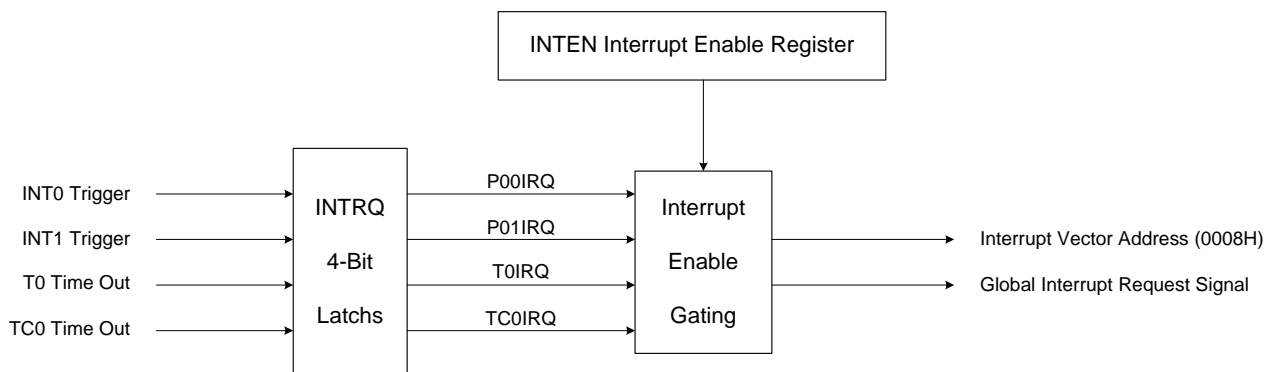 INTEN Interrupt Enable Register
INT0 Trigger
INT1 Trigger
T0 Time Out
TC0 Time Out
INTRQ
4-Bit
Latchs
P00IRQ
P01IRQ
T0IRQ
TC0IRQ
Interrupt
Enable
Gating
Interrupt Vector Address (0008H)
Global Interrupt Request Signal